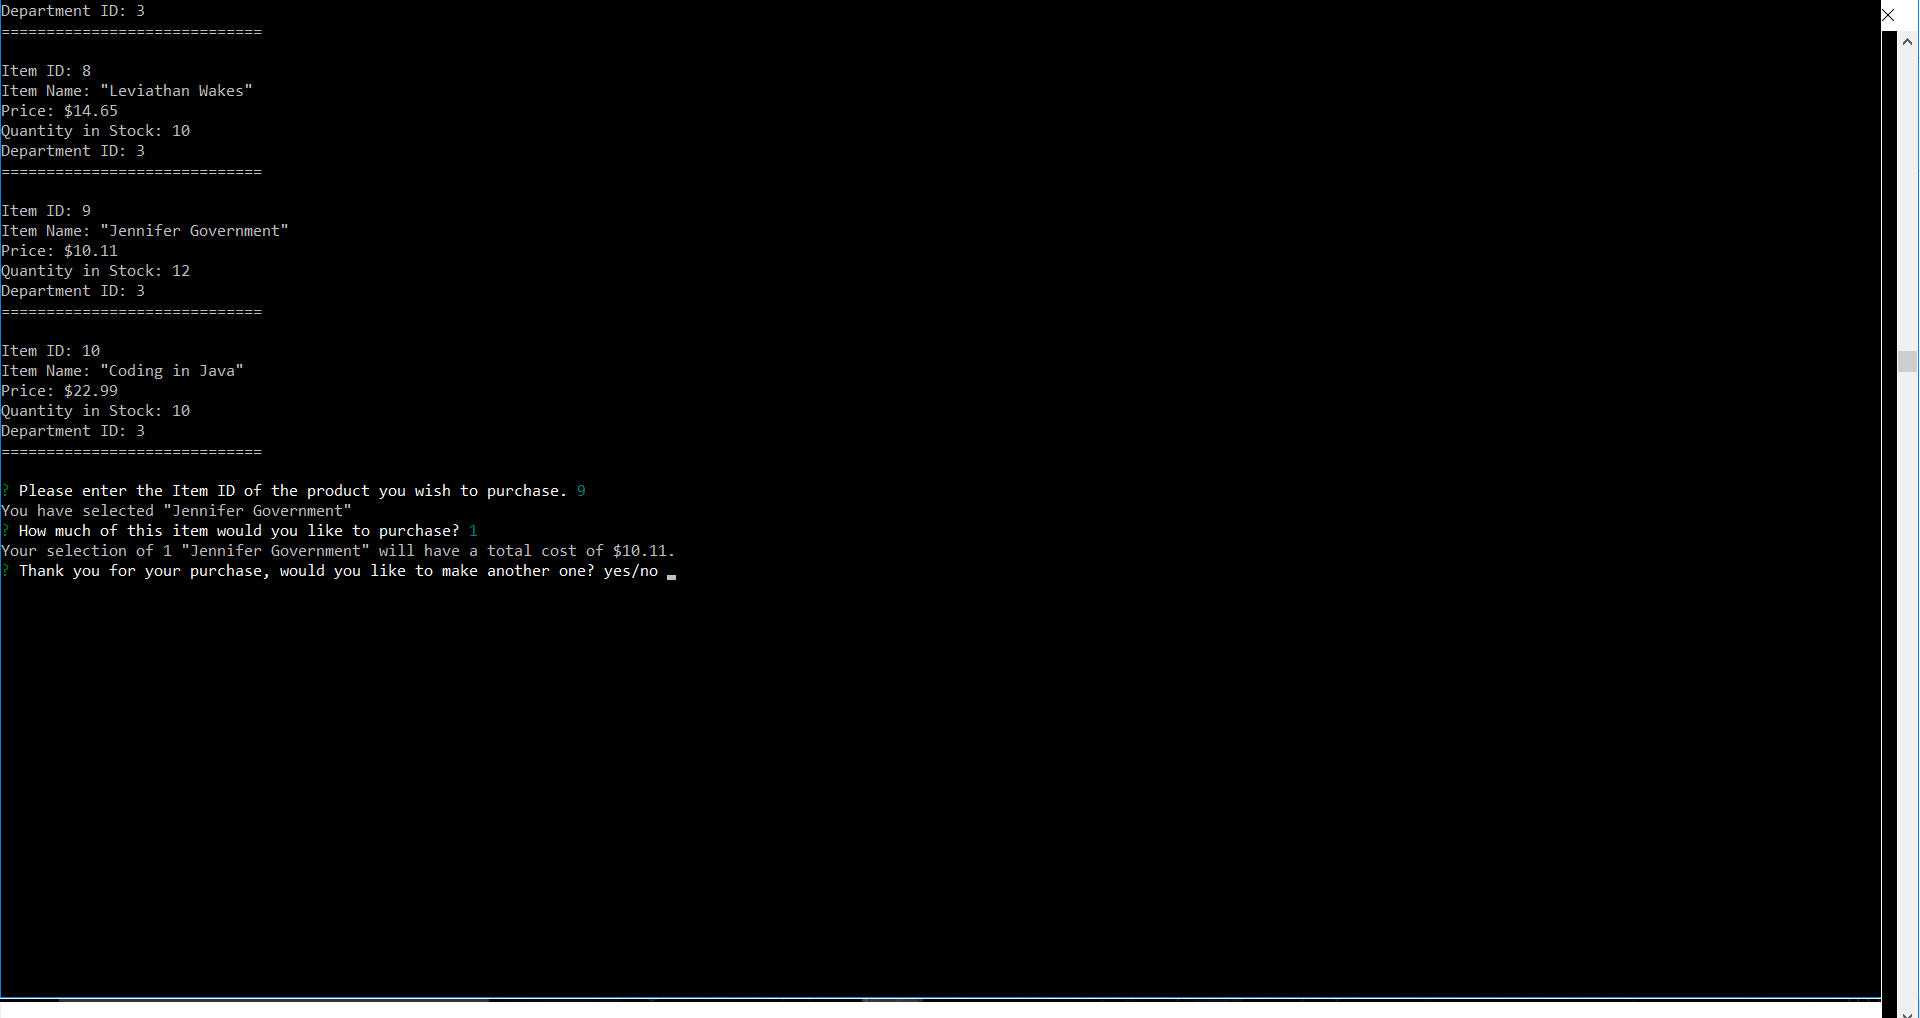 Department ID: 3
=============================
Item ID: 8
Item Name: "Leviathan Wakes"
Price: $14.65
Quantity in Stock: 10
Department ID: 3
=============================
Item ID: 9
Item Name: "Jennifer Government"
Price: $10.11
Quantity in Stock: 12
Department ID: 3
=============================
Item ID: 10
Item Name: "Coding in Java"
Price: $22.99
Quantity in Stock: 10
Department ID: 3
=============================
? Please enter the Item ID of the product you wish to purchase. 9
You have selected "Jennifer Government"
? How much of this item would you like to purchase? 1
Your selection of 1 "Jennifer Government" will have a total cost of $10.11.
? Thank you for your purchase, would you like to make another one? yes/no